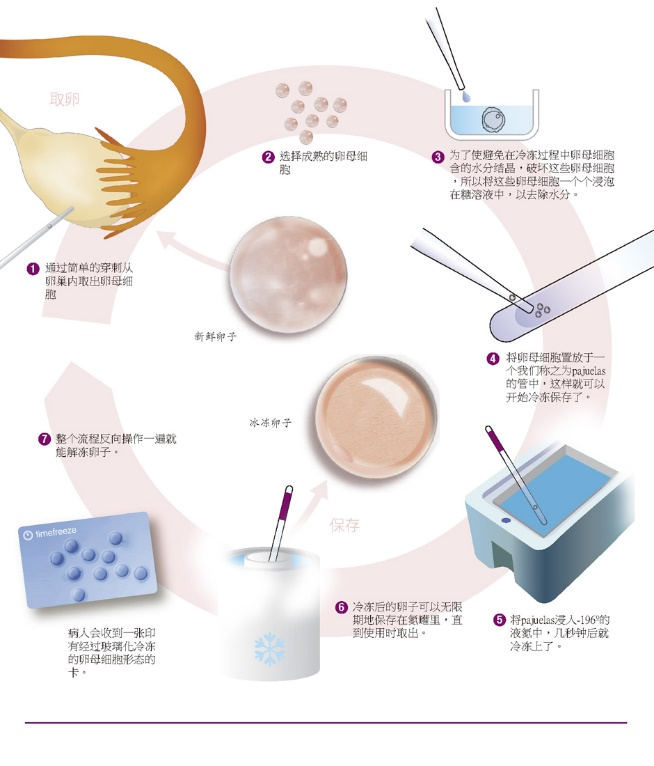 取卵
1 通过简单的穿刺从
卵巢内取出卵母细
胞
2 选择成熟的卵母细
胞
3 为了使避免在冷冻过程中卵母细胞
含的水分结晶，破坏这些卵母细胞
，所以将这些卵母细胞一个个浸泡
在糖溶液中，以去除水分。
新鲜卵子
4 将卵母细胞置放于一
个我们称之为pajuelas
的管中，这样就可以
开始冷冻保存了。
冰冻卵子
5 将pajuelas浸入-196º的
液氮中，几秒钟后就
冷冻上了。
保存
6 冷冻后的卵子可以无限
期地保存在氮罐里，直
到使用时取出。
7 整个流程反向操作一遍就
能解冻卵子。
timefreeze
病人会收到一张印
有经过玻璃化冷冻
的卵母细胞形态的
卡。